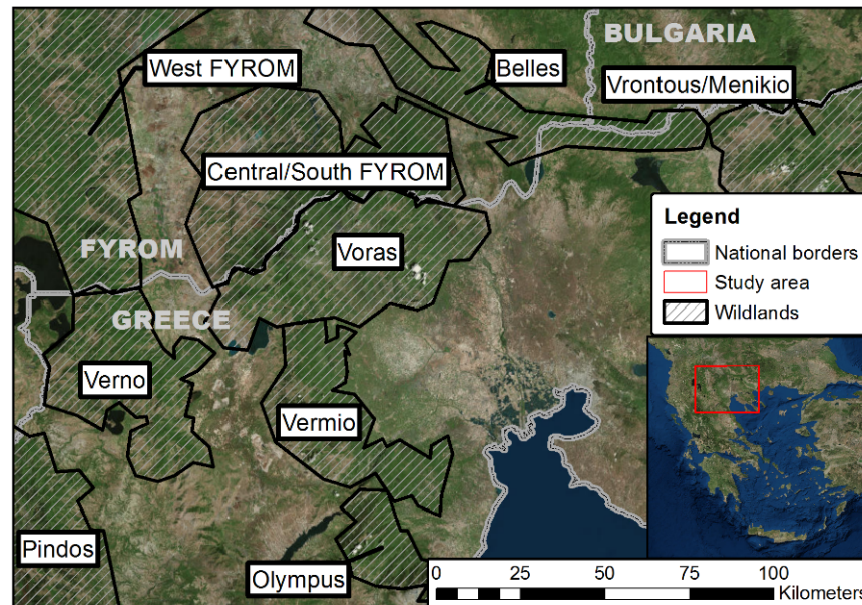 BULGARIA
West FYROM
Belles
Vrontous/Menikio
Central/South FYROM
Legend
National borders
Study area
Wildlands
FYROM
Voras
GREECE
Verno
Vermio
Pindos
Olympus
0 25 50 75 100
Kilometers